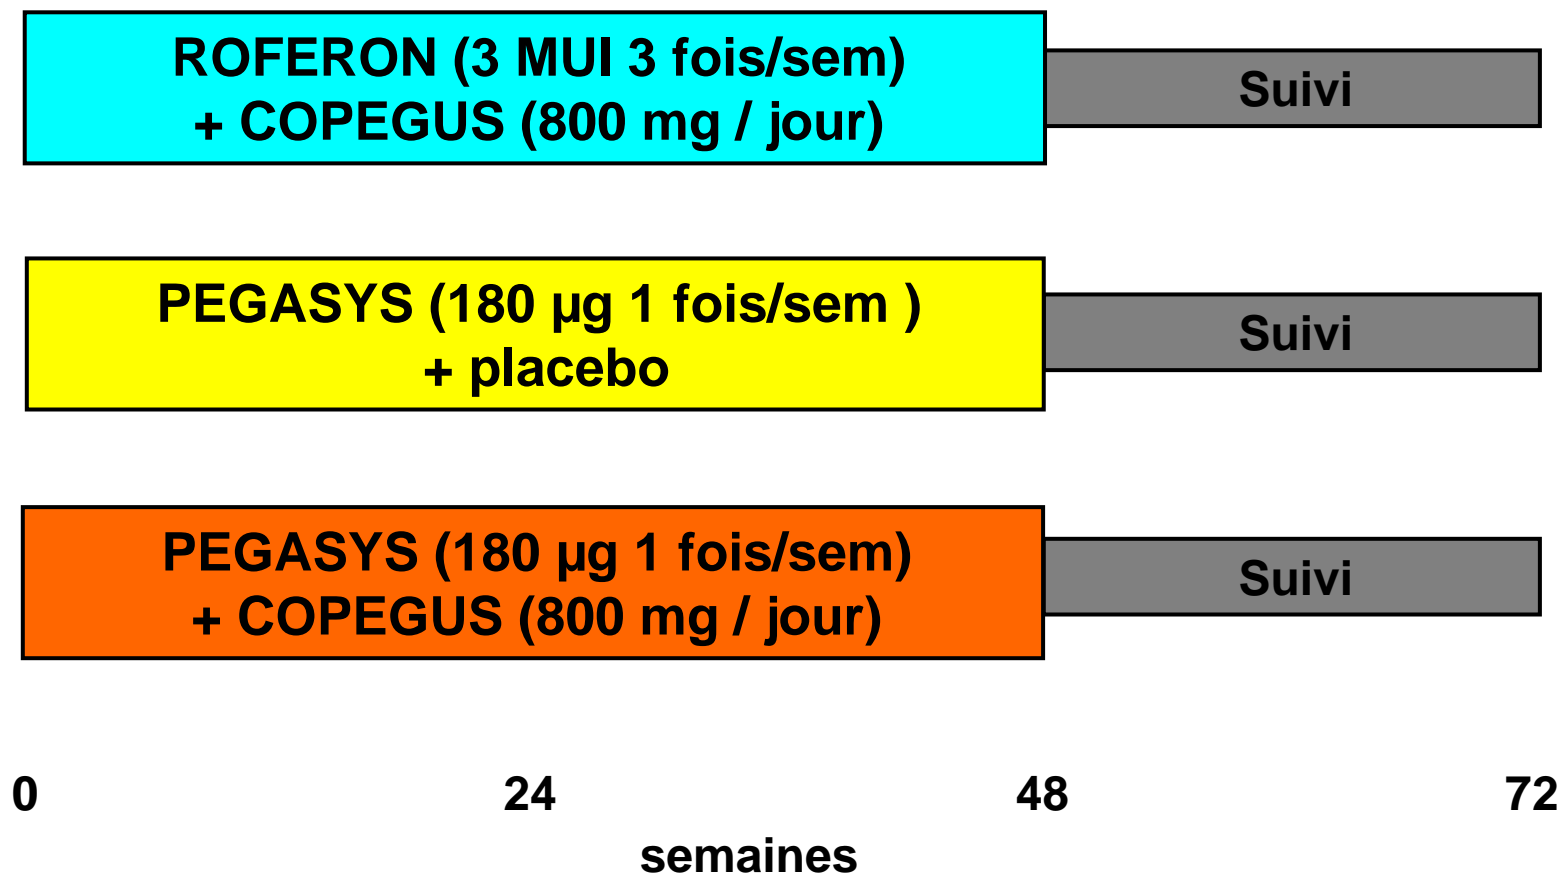 ROFERON (3 MUI 3 fois/sem)
+ COPEGUS (800 mg / jour)
Suivi
PEGASYS (180 µg 1 fois/sem )
+ placebo
Suivi
PEGASYS (180 µg 1 fois/sem)
+ COPEGUS (800 mg / jour)
Suivi
0 24 48 72
semaines